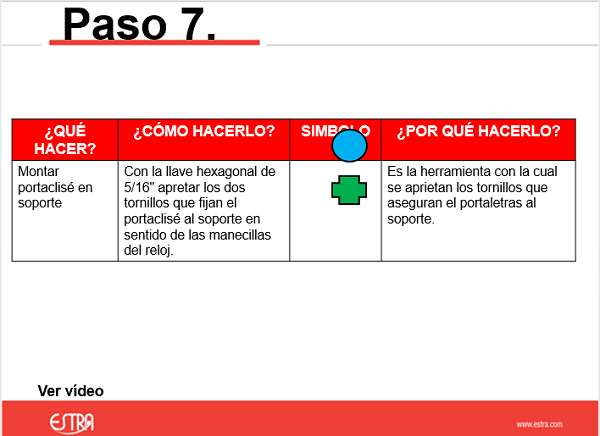 Paso 7.
¿QUÉ
HACER?
¿CÓMO HACERLO?
SIMBOLO
¿POR QUÉ HACERLO?
Montar
portaclisé en
soporte
Con la llave hexagonal de
5/16" apretar los dos
tornillos que fijan el
portaclisé al soporte en
sentido de las manecillas
del reloj.
Es la herramienta con la cual
se aprietan los tornillos que
aseguran el portaletras al
soporte.
Ver vídeo
ESTRA
www.estra.com